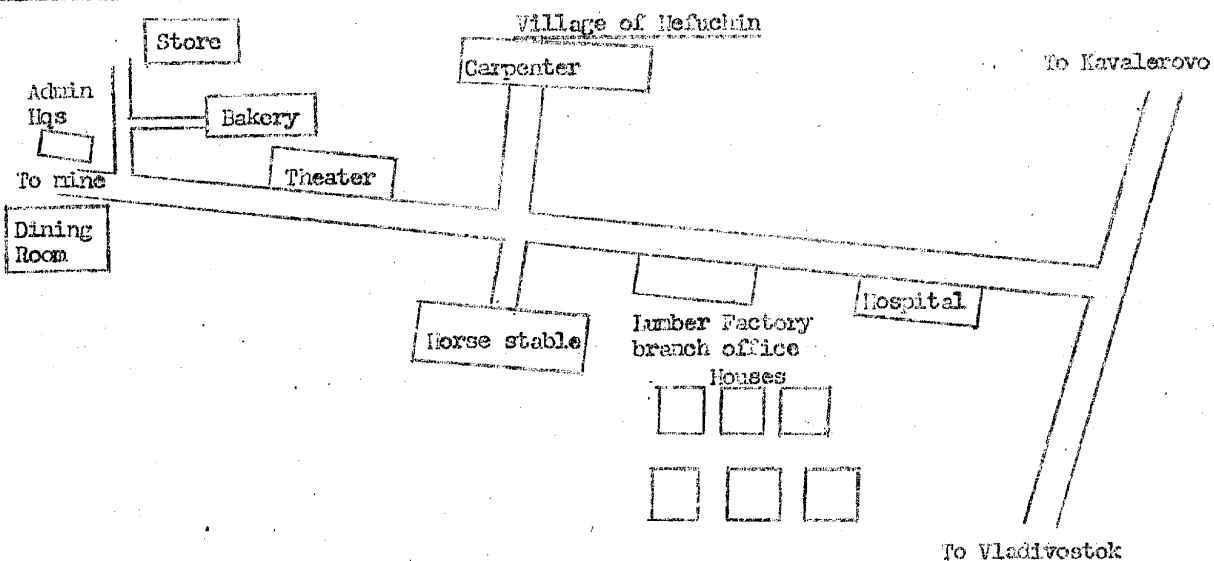 Village of Hefuchin
Store
Carpenter
To Kavalerovo
Admin
Hqs
Bakery
To mine
Theater
Dining
Room
Hospital
Horse stable
Lumber Factory
branch office
Houses
To Vladivostok